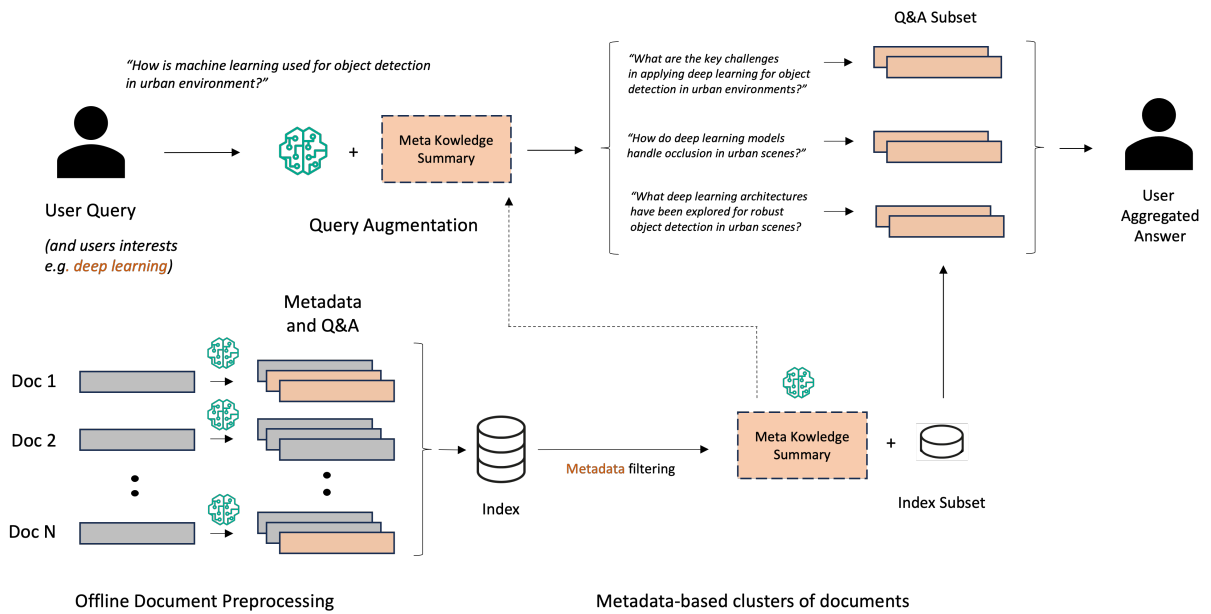 Q&A Subset
“How is machine learning used for object detection
in urban environment?”
“What are the key challenges
in applying deep learning for object
detection in urban environments?”
Meta Kowledge
Summary
+
“How do deep learning models
handle occlusion in urban scenes?”
“What deep learning architectures
have been explored for robust
object detection in urban scenes?
User Query
Query Augmentation
User
Aggregated
Answer
(and users interests
e.g. deep learning)
Metadata
and Q&A
Doc 1
Doc 2
Doc N
Index
Metadata filtering
Meta Kowledge
Summary
+
Index Subset
Offline Document Preprocessing
Metadata-based clusters of documents